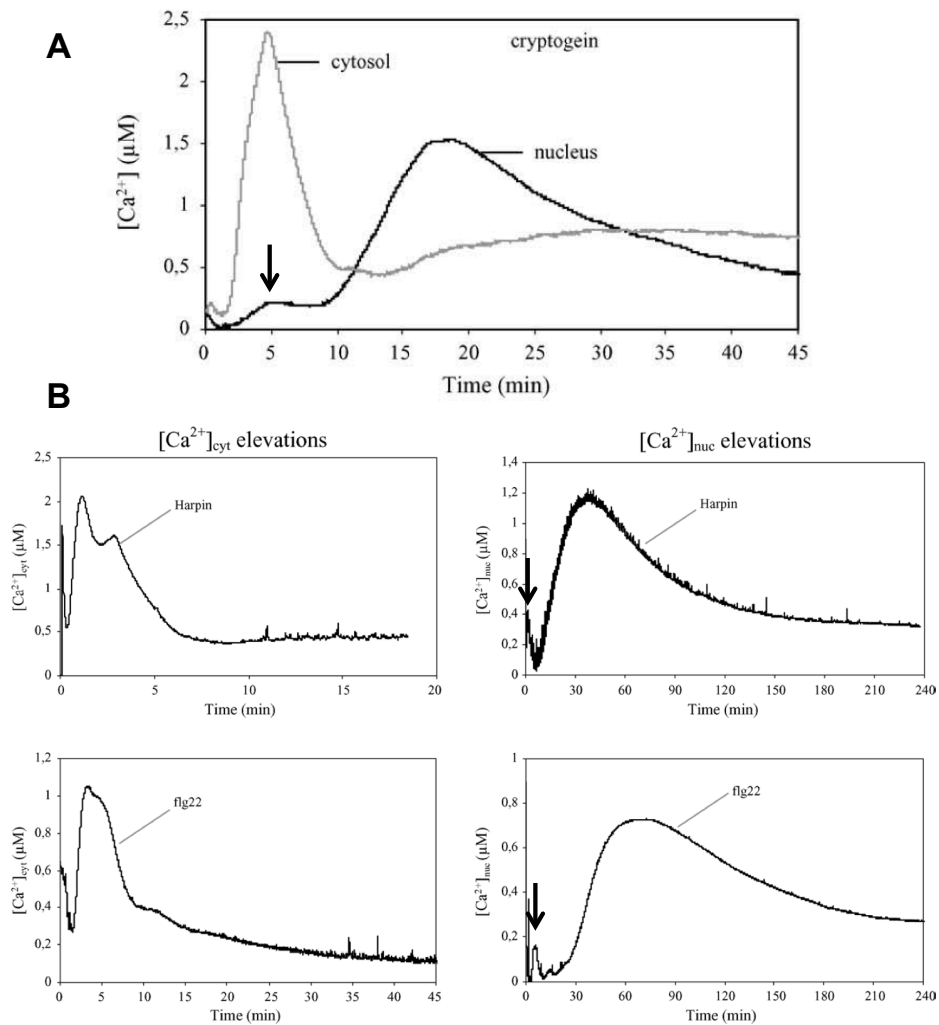 A
cryptogein
cytosol
nucleus
[Ca²⁺] (µM)
2,5
2
1,5
1
0,5
0
0 5 10 15 20 25 30 35 40 45
Time (min)
B
[Ca²⁺]cyt elevations
[Ca²⁺]cyt (µM)
2,5
2
1,5
1
0,5
0
Harpin
0 5 10 15 20
Time (min)
[Ca²⁺]nuc elevations
[Ca²⁺]nuc (µM)
1,4
1,2
1
0,8
0,6
0,4
0,2
0
Harpin
0 30 60 90 120 150 180 210 240
Time (min)
[Ca²⁺]cyt (µM)
1,2
1
0,8
0,6
0,4
0,2
0
flg22
0 5 10 15 20 25 30 35 40 45
Time (min)
[Ca²⁺]nuc (µM)
1
0,8
0,6
0,4
0,2
0
flg22
0 30 60 90 120 150 180 210 240
Time (min)